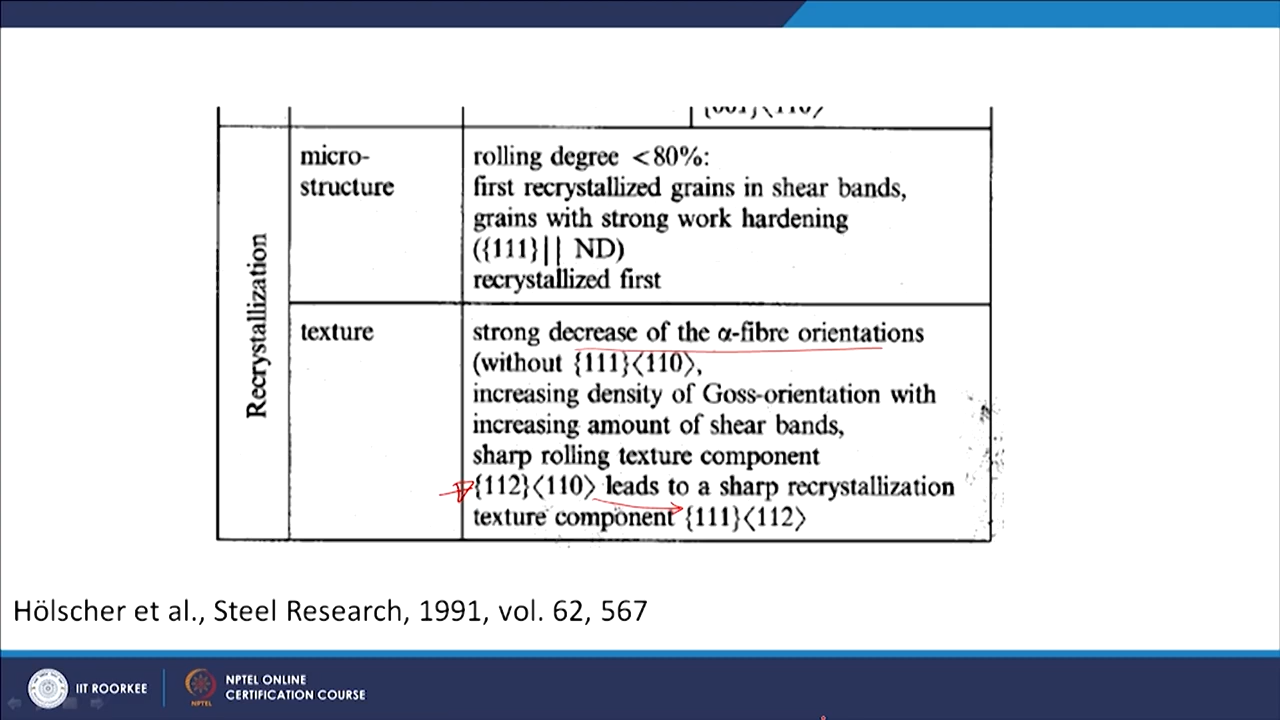 Recrystallization
micro-
structure
rolling degree <80%:
first recrystallized grains in shear bands,
grains with strong work hardening
({111}|| ND)
recrystallized first
texture
strong decrease of the α-fibre orientations
(without {111}⟨110⟩,
increasing density of Goss-orientation with
increasing amount of shear bands,
sharp rolling texture component
{112}⟨110⟩ leads to a sharp recrystallization
texture component {111}⟨112⟩
Hölscher et al., Steel Research, 1991, vol. 62, 567
IIT ROORKEE
NPTEL
NPTEL ONLINE
CERTIFICATION COURSE